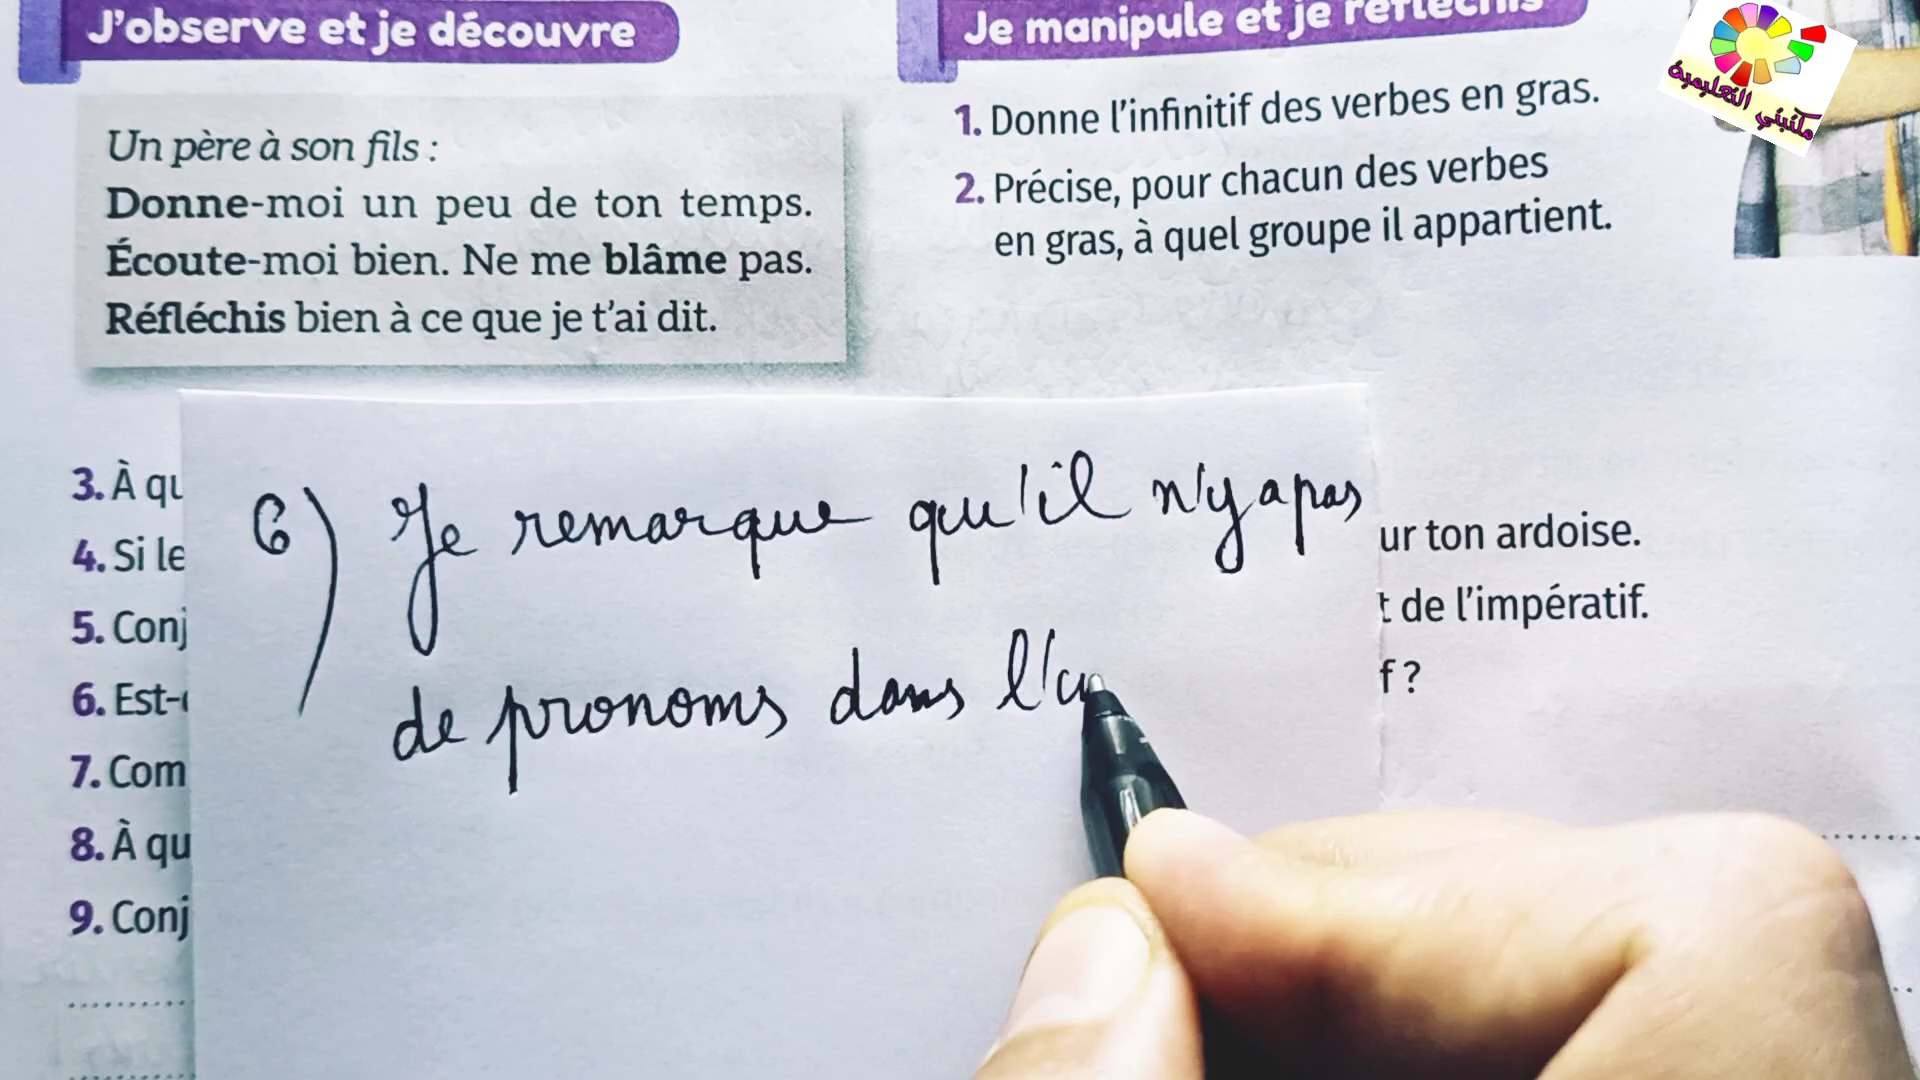 J'observe et je découvre
Un père à son fils :
Donne-moi un peu de ton temps.
Écoute-moi bien. Ne me blâme pas.
Réfléchis bien à ce que je t'ai dit.
Je manipule et je réfléchis
1. Donne l'infinitif des verbes en gras.
2. Précise, pour chacun des verbes
en gras, à quel groupe il appartient.
مكتبتي التعليمية
3. À qu
4. Si le
5. Conj
6. Est-
7. Com
8. À qu
9. Conj
ur ton ardoise.
t de l'impératif.
f ?
6) Je remarque qu'il n'y a pas
de pronoms dans